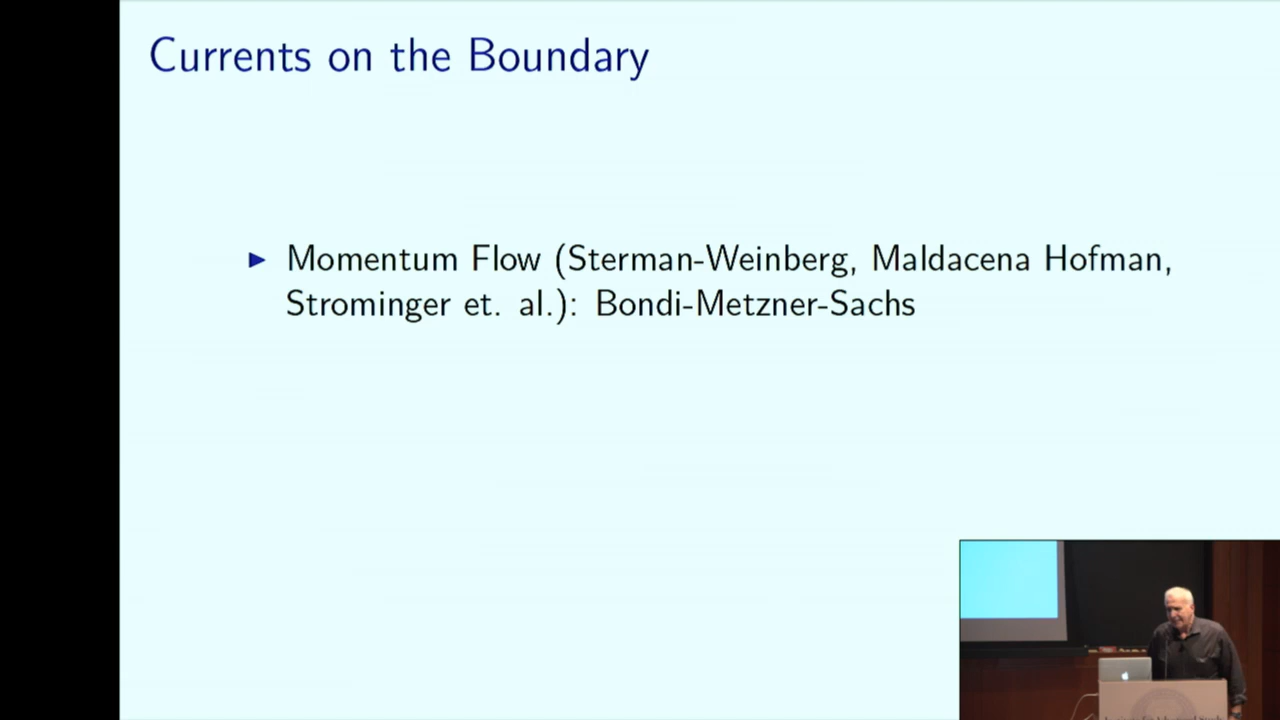 Currents on the Boundary
▶ Momentum Flow (Sterman-Weinberg, Maldacena Hofman,
Strominger et. al.): Bondi-Metzner-Sachs